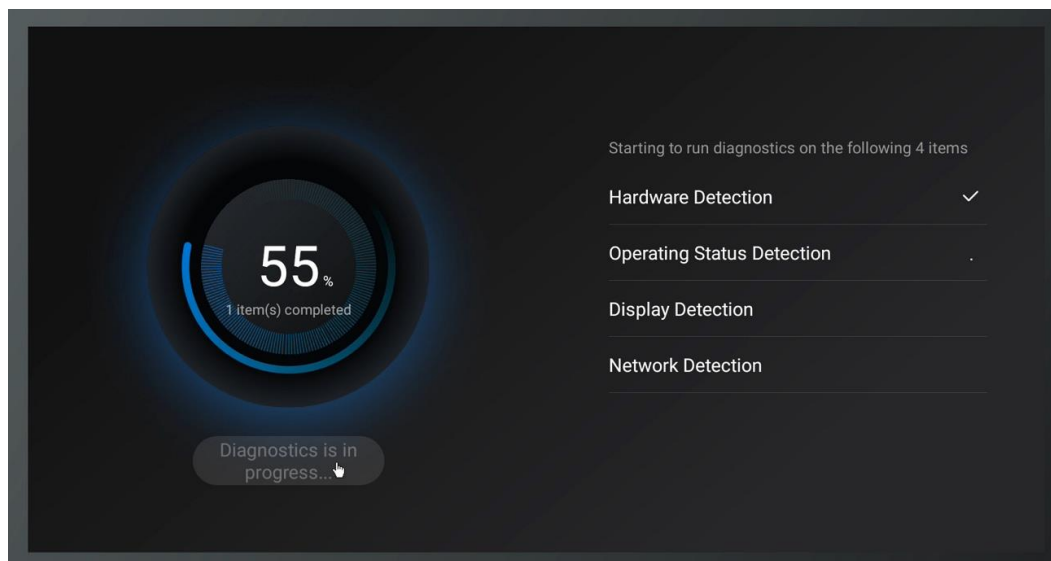 55%
1 item(s) completed
Diagnostics is in
progress...
Starting to run diagnostics on the following 4 items
Hardware Detection
Operating Status Detection
.
Display Detection
Network Detection